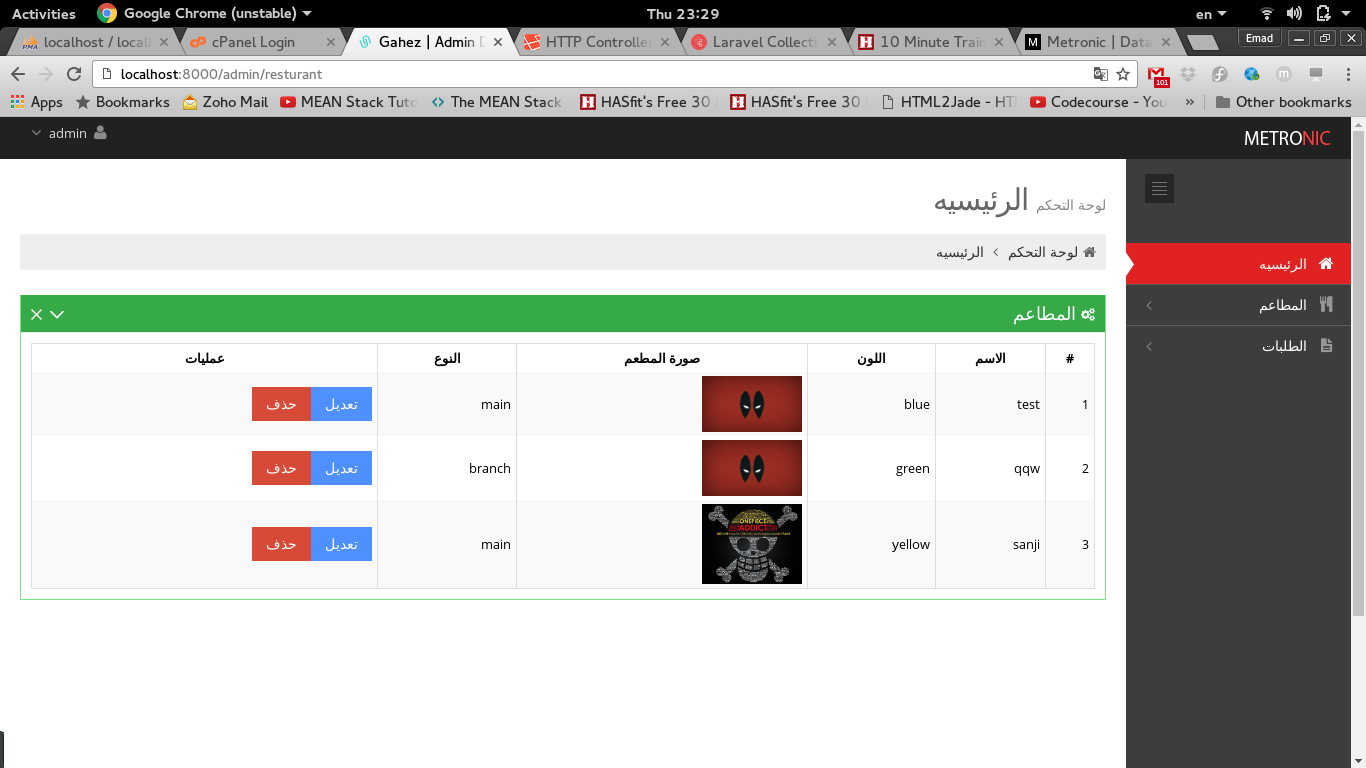 Activities Google Chrome (unstable) Thu 23:29 en
localhost / local cPanel Login Gahez | Admin D HTTP Controlle Laravel Collecti 10 Minute Train Metronic | Data Emad
localhost:8000/admin/resturant
101
Apps Bookmarks Zoho Mail MEAN Stack Tuto The MEAN Stack HASfit's Free 30 HASfit's Free 30 HTML2Jade - HT Codecourse - You » Other bookmarks
admin METRONIC
الرئيسيه لوحة التحكم
لوحة التحكم الرئيسيه
الرئيسيه
المطاعم
الطلبات
المطاعم
# الاسم اللون صورة المطعم النوع عمليات
1 test blue main تعديل حذف
2 qqw green branch تعديل حذف
ONEPIECE
ADDICT
3 sanji yellow main تعديل حذف